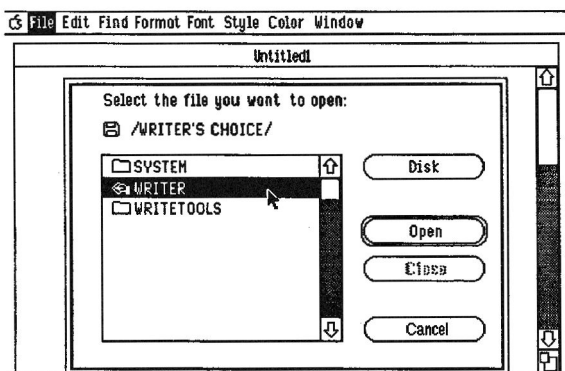 File Edit Find Format Font Style Color Window
Untitled1
Select the file you want to open:
/WRITER'S CHOICE/
SYSTEM
WRITER
WRITETOOLS
Disk
Open
Close
Cancel